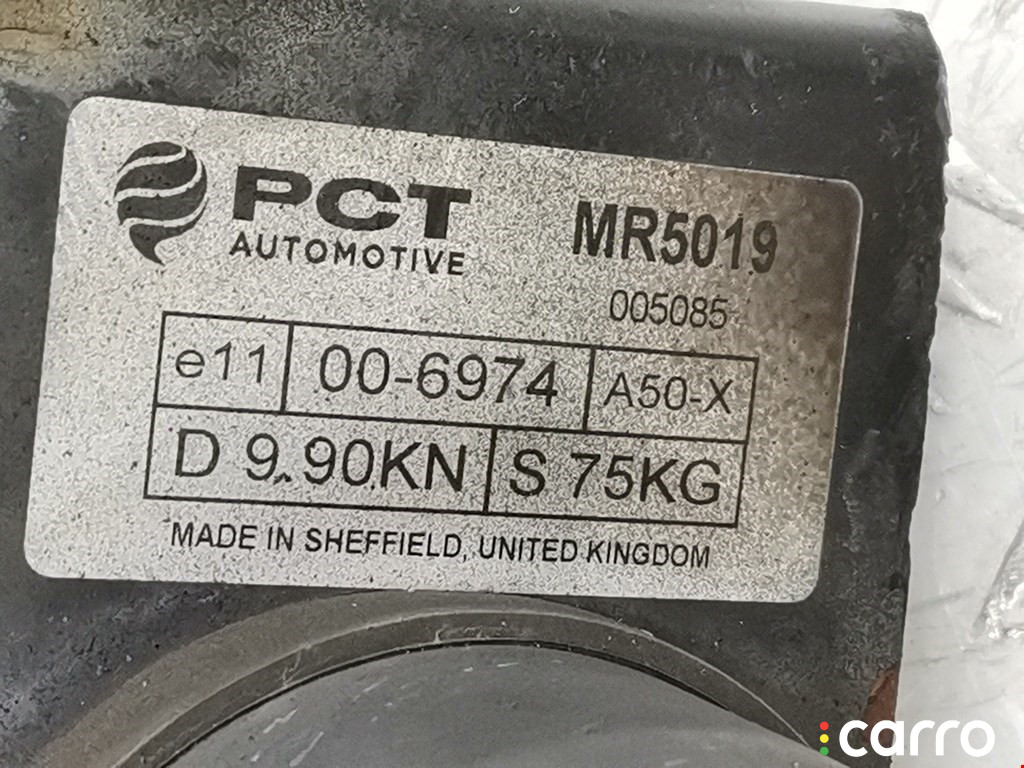 PCT
AUTOMOTIVE
MR5019
005085
e11 00-6974 A50-X
D 9.90KN S 75KG
MADE IN SHEFFIELD, UNITED KINGDOM
carro